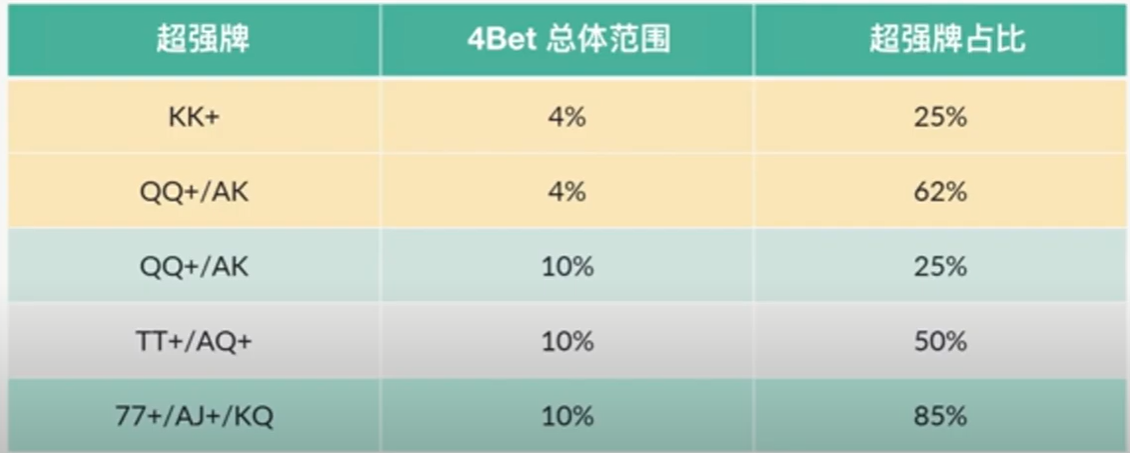 超强牌 4Bet 总体范围 超强牌占比
KK+ 4% 25%
QQ+/AK 4% 62%
QQ+/AK 10% 25%
TT+/AQ+ 10% 50%
77+/AJ+/KQ 10% 85%